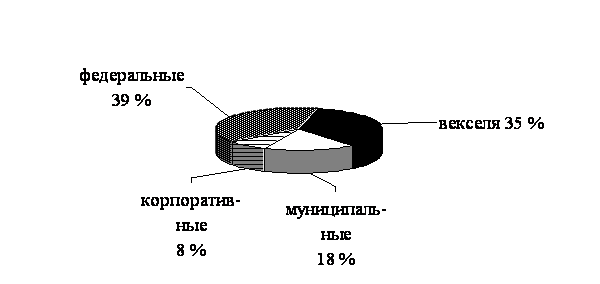 федеральные
39 %
векселя 35 %
корпоратив-
ные
8 %
муниципаль-
ные
18 %